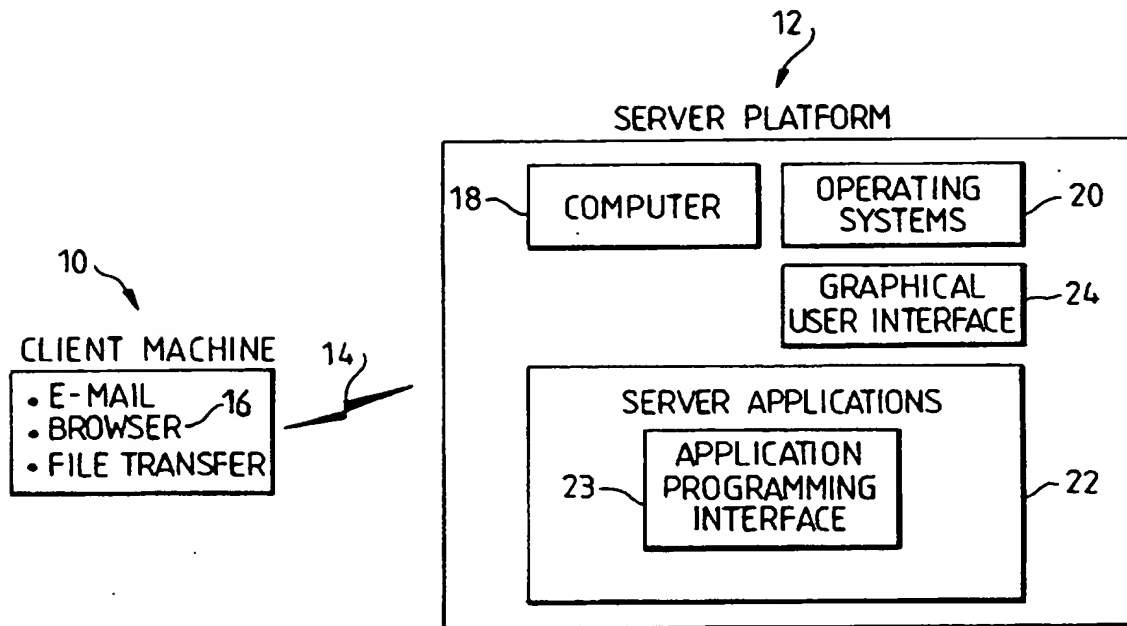 12
SERVER PLATFORM
18
COMPUTER
OPERATING
SYSTEMS
20
GRAPHICAL
USER INTERFACE
24
10
CLIENT MACHINE
14
• E-MAIL
• BROWSER 16
• FILE TRANSFER
SERVER APPLICATIONS
23
APPLICATION
PROGRAMMING
INTERFACE
22